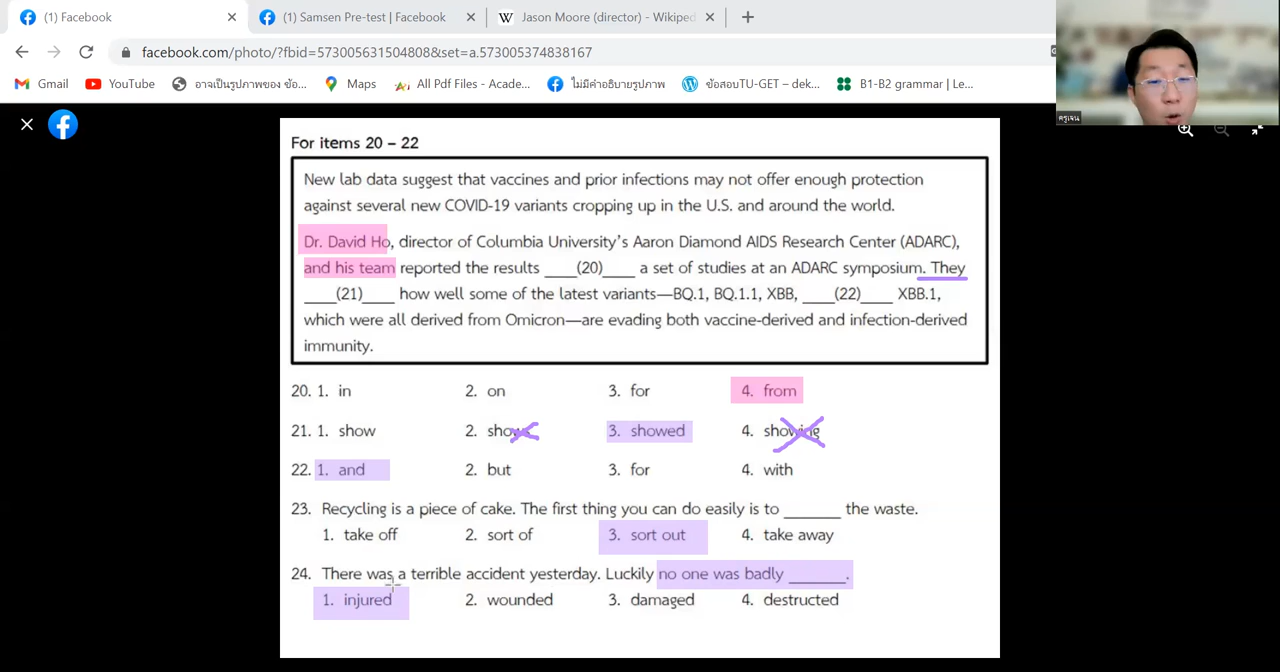 (1) Facebook
(1) Samsen Pre-test | Facebook
Jason Moore (director) - Wikiped
facebook.com/photo/?fbid=573005631504808&set=a.573005374838167
Gmail YouTube อาจเป็นรูปภาพของ ข้อ... Maps All Pdf Files - Acade... ไม่มีคำอธิบายรูปภาพ ข้อสอบTU-GET – dek... B1-B2 grammar | Le...
ครูเจน
For items 20 – 22
New lab data suggest that vaccines and prior infections may not offer enough protection
against several new COVID-19 variants cropping up in the U.S. and around the world.
Dr. David Ho, director of Columbia University's Aaron Diamond AIDS Research Center (ADARC),
and his team reported the results ____(20)____ a set of studies at an ADARC symposium. They
____(21)____ how well some of the latest variants—BQ.1, BQ.1.1, XBB, ____(22)____ XBB.1,
which were all derived from Omicron—are evading both vaccine-derived and infection-derived
immunity.
20. 1. in 2. on 3. for 4. from
21. 1. show 2. shows 3. showed 4. showing
22. 1. and 2. but 3. for 4. with
23. Recycling is a piece of cake. The first thing you can do easily is to _______ the waste.
1. take off 2. sort of 3. sort out 4. take away
24. There was a terrible accident yesterday. Luckily no one was badly _______.
1. injured 2. wounded 3. damaged 4. destructed